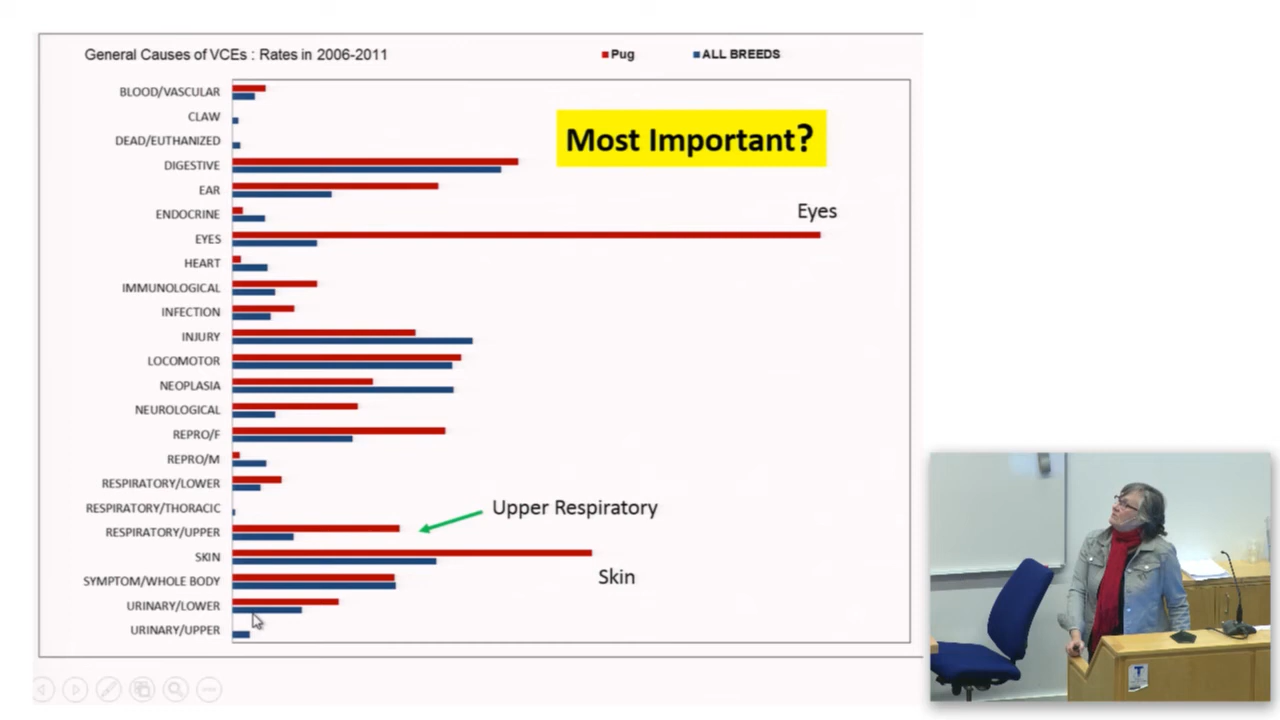 General Causes of VCEs : Rates in 2006-2011
Pug
ALL BREEDS
BLOOD/VASCULAR
CLAW
DEAD/EUTHANIZED
DIGESTIVE
EAR
ENDOCRINE
EYES
HEART
IMMUNOLOGICAL
INFECTION
INJURY
LOCOMOTOR
NEOPLASIA
NEUROLOGICAL
REPRO/F
REPRO/M
RESPIRATORY/LOWER
RESPIRATORY/THORACIC
RESPIRATORY/UPPER
SKIN
SYMPTOM/WHOLE BODY
URINARY/LOWER
URINARY/UPPER
Most Important?
Eyes
Upper Respiratory
Skin